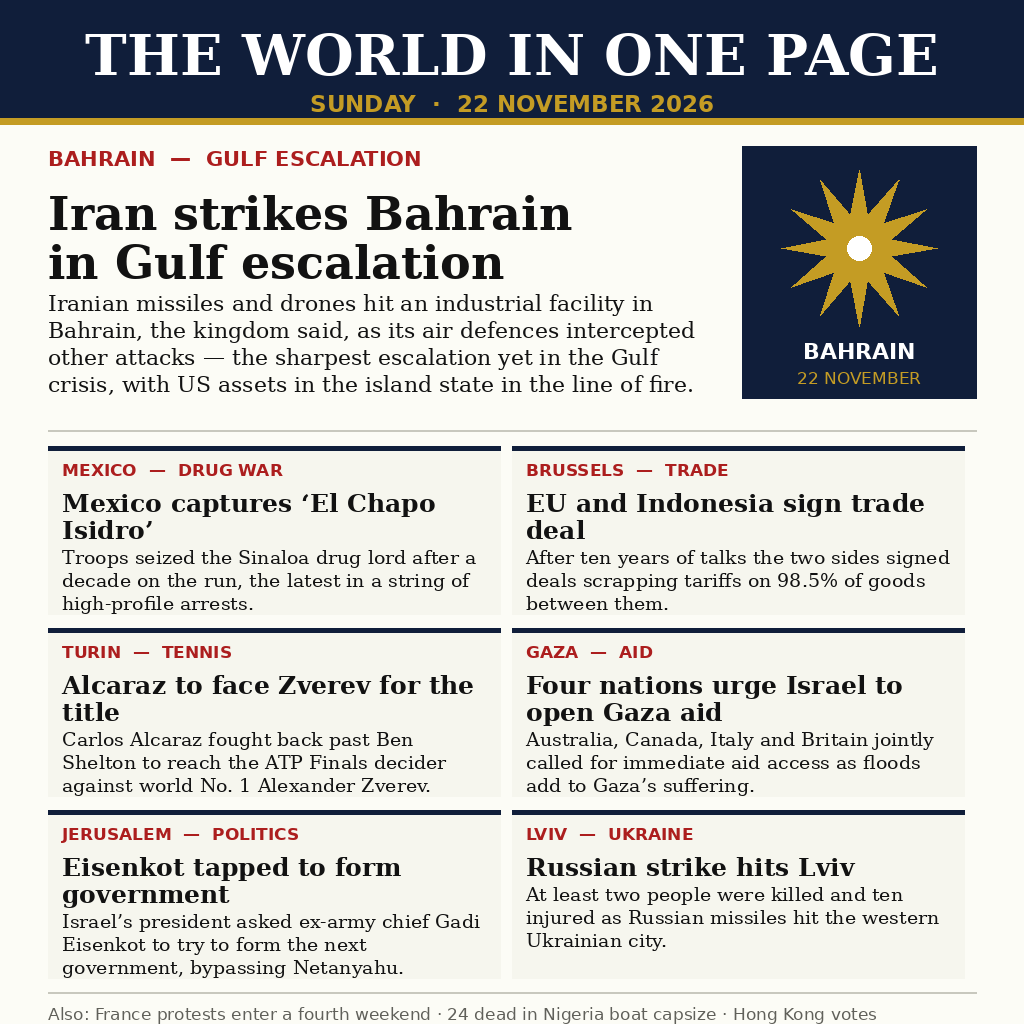 THE WORLD IN ONE PAGE
SUNDAY · 22 NOVEMBER 2026
BAHRAIN — GULF ESCALATION
Iran strikes Bahrain
in Gulf escalation
Iranian missiles and drones hit an industrial facility in
Bahrain, the kingdom said, as its air defences intercepted
other attacks — the sharpest escalation yet in the Gulf
crisis, with US assets in the island state in the line of fire.
BAHRAIN
22 NOVEMBER
MEXICO — DRUG WAR
Mexico captures ‘El Chapo
Isidro’
Troops seized the Sinaloa drug lord after a
decade on the run, the latest in a string of
high-profile arrests.
BRUSSELS — TRADE
EU and Indonesia sign trade
deal
After ten years of talks the two sides signed
deals scrapping tariffs on 98.5% of goods
between them.
TURIN — TENNIS
Alcaraz to face Zverev for the
title
Carlos Alcaraz fought back past Ben
Shelton to reach the ATP Finals decider
against world No. 1 Alexander Zverev.
GAZA — AID
Four nations urge Israel to
open Gaza aid
Australia, Canada, Italy and Britain jointly
called for immediate aid access as floods
add to Gaza’s suffering.
JERUSALEM — POLITICS
Eisenkot tapped to form
government
Israel’s president asked ex-army chief Gadi
Eisenkot to try to form the next
government, bypassing Netanyahu.
LVIV — UKRAINE
Russian strike hits Lviv
At least two people were killed and ten
injured as Russian missiles hit the western
Ukrainian city.
Also: France protests enter a fourth weekend · 24 dead in Nigeria boat capsize · Hong Kong votes